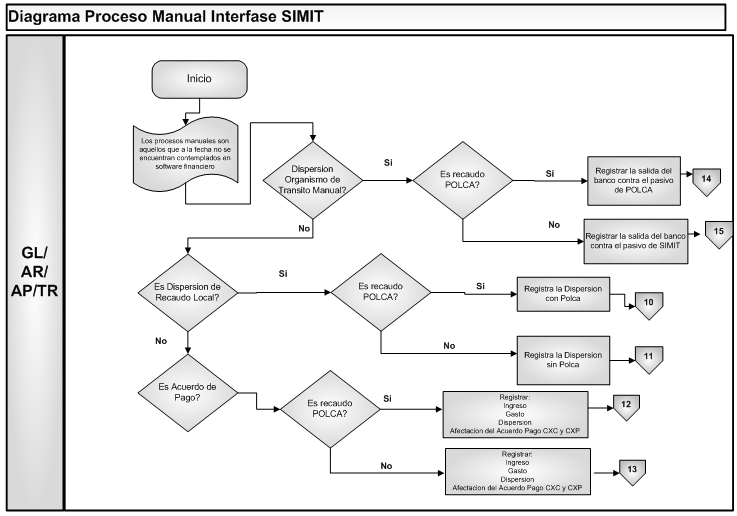 Diagrama Proceso Manual Interfase SIMIT
GL/
AR/
AP/TR
Inicio
Los procesos manuales son
aquellos que a la fecha no se
encuentran contemplados en
software financiero
Dispersion
Organismo de
Transito Manual?
Si
Es recaudo
POLCA?
Si
Registrar la salida del
banco contra el pasivo
de POLCA
14
No
Registrar la salida del banco
contra el pasivo de SIMIT
15
No
Es Dispersion de
Recaudo Local?
Si
Es recaudo
POLCA?
Si
Registra la Dispersion
con Polca
10
No
Registra la Dispersion
sin Polca
11
No
Es Acuerdo de
Pago?
Es recaudo
POLCA?
Si
Registrar:
Ingreso
Gasto
Dispersion
Afectacion del Acuerdo Pago CXC y CXP
12
No
Registrar:
Ingreso
Gasto
Dispersion
Afectacion del Acuerdo Pago CXC y CXP
13